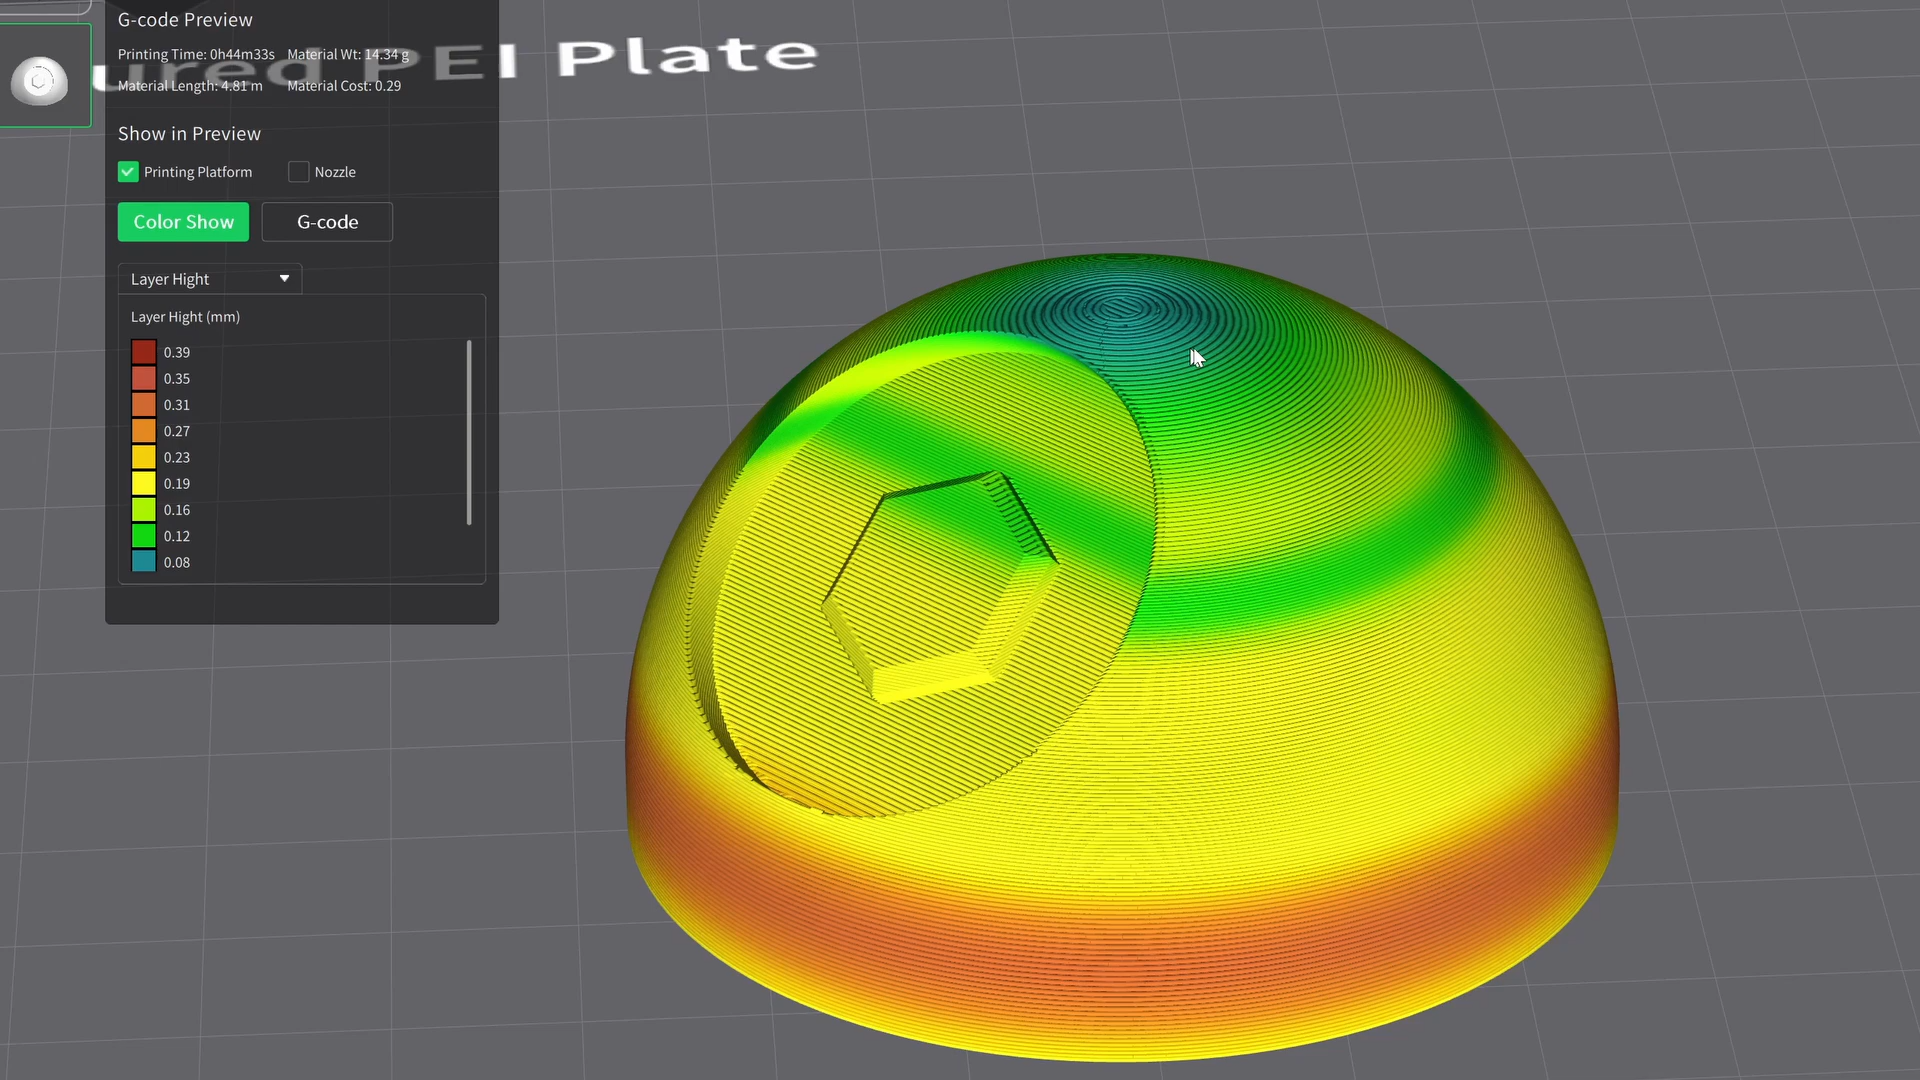 G-code Preview
Printing Time: 0h44m33s Material Wt: 14.34 g
ured PEI Plate
Material Length: 4.81 m Material Cost: 0.29
Show in Preview
Printing Platform Nozzle
Color Show G-code
Layer Hight
Layer Hight (mm)
0.39
0.35
0.31
0.27
0.23
0.19
0.16
0.12
0.08